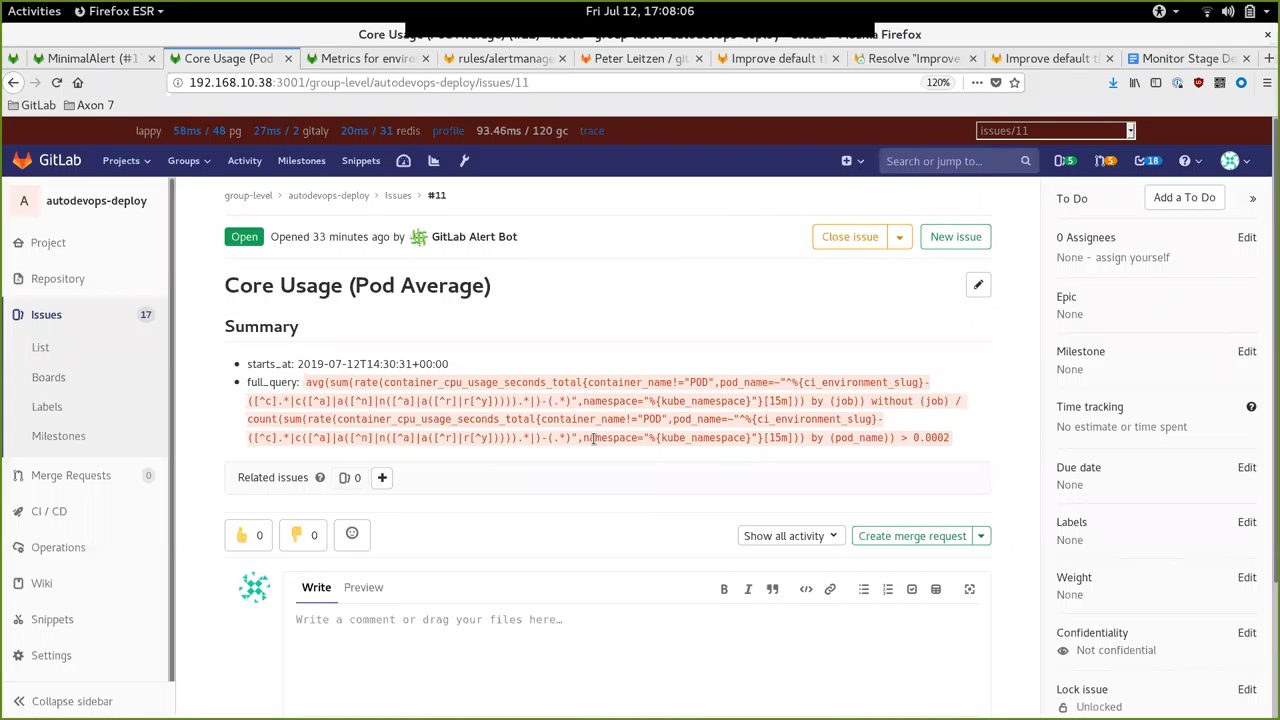 Activities Firefox ESR Fri Jul 12, 17:08:06
MinimalAlert (#1 Core Usage (Pod Metrics for enviro rules/alertmanage Peter Leitzen / git Improve default t Resolve "Improve Improve default t Monitor Stage De
192.168.10.38:3001/group-level/autodevops-deploy/issues/11 120%
GitLab Axon 7
lappy 58ms / 48 pg 27ms / 2 gitaly 20ms / 31 redis profile 93.46ms / 120 gc trace issues/11
GitLab Projects Groups Activity Milestones Snippets Search or jump to... 5 5 18
A autodevops-deploy
Project
Repository
Issues 17
List
Boards
Labels
Milestones
Merge Requests 0
CI / CD
Operations
Wiki
Snippets
Settings
Collapse sidebar
group-level > autodevops-deploy > Issues > #11
Open Opened 33 minutes ago by GitLab Alert Bot Close issue New issue
Core Usage (Pod Average)
Summary
starts_at: 2019-07-12T14:30:31+00:00
full_query: avg(sum(rate(container_cpu_usage_seconds_total{container_name!="POD",pod_name=~"^%{ci_environment_slug}-
([^c].*|c([^a]|a([^n]|n([^a]|a([^r]|r[^y])))).*|)-(.*)",namespace="%{kube_namespace}"}[15m])) by (job)) without (job) /
count(sum(rate(container_cpu_usage_seconds_total{container_name!="POD",pod_name=~"^%{ci_environment_slug}-
([^c].*|c([^a]|a([^n]|n([^a]|a([^r]|r[^y])))).*|)-(.*)",namespace="%{kube_namespace}"}[15m])) by (pod_name)) > 0.0002
Related issues 0
0 0 Show all activity Create merge request
Write Preview
Write a comment or drag your files here…
To Do Add a To Do
0 Assignees Edit
None - assign yourself
Epic
None
Milestone Edit
None
Time tracking
No estimate or time spent
Due date Edit
None
Labels Edit
None
Weight Edit
None
Confidentiality Edit
Not confidential
Lock issue Edit
Unlocked